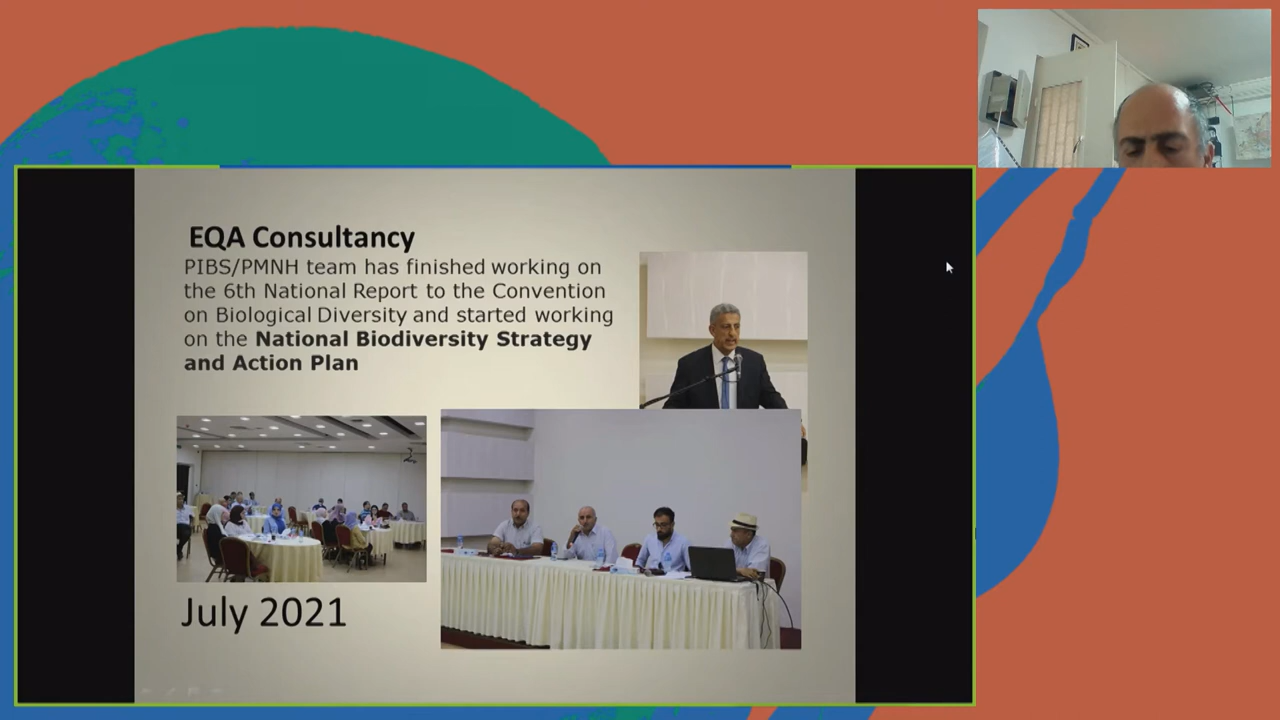 EQA Consultancy
PIBS/PMNH team has finished working on
the 6th National Report to the Convention
on Biological Diversity and started working
on the National Biodiversity Strategy
and Action Plan
July 2021